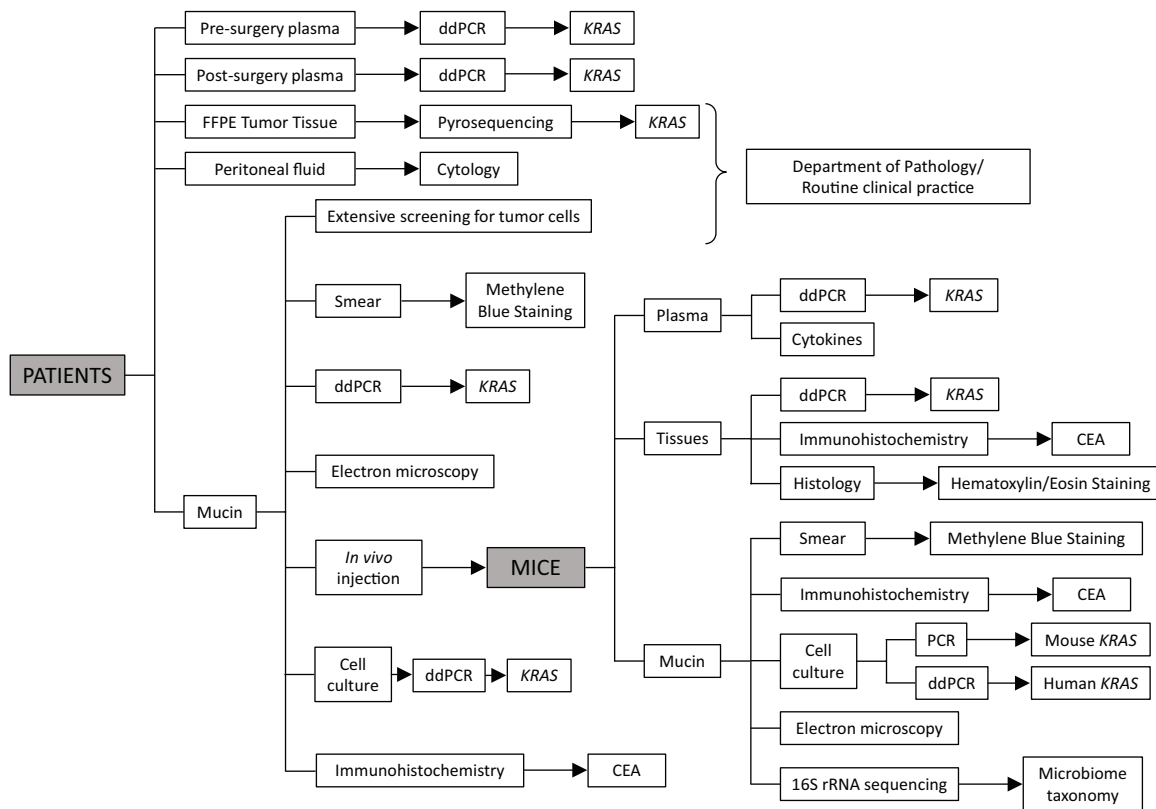 Pre-surgery plasma
ddPCR
KRAS
Post-surgery plasma
ddPCR
KRAS
FFPE Tumor Tissue
Pyrosequencing
KRAS
Peritoneal fluid
Cytology
Department of Pathology/
Routine clinical practice
Extensive screening for tumor cells
Smear
Methylene
Blue Staining
PATIENTS
ddPCR
KRAS
Electron microscopy
Mucin
In vivo
injection
MICE
Cell
culture
ddPCR
KRAS
Immunohistochemistry
CEA
Plasma
ddPCR
KRAS
Cytokines
Tissues
ddPCR
KRAS
Immunohistochemistry
CEA
Histology
Hematoxylin/Eosin Staining
Mucin
Smear
Methylene Blue Staining
Immunohistochemistry
CEA
Cell
culture
PCR
Mouse KRAS
ddPCR
Human KRAS
Electron microscopy
16S rRNA sequencing
Microbiome
taxonomy